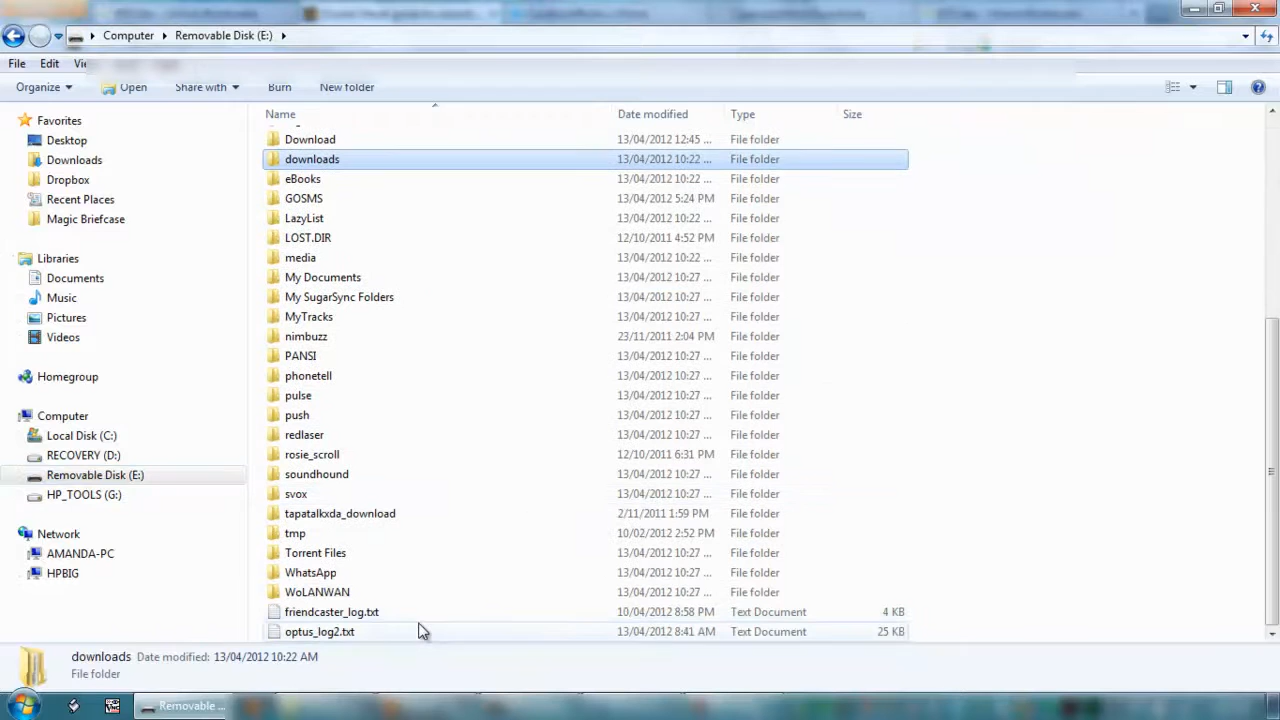 Computer Removable Disk (E:)
File Edit Vi
Organize Open Share with Burn New folder
Name Date modified Type Size
Favorites
Desktop
Downloads
Dropbox
Recent Places
Magic Briefcase
Libraries
Documents
Music
Pictures
Videos
Homegroup
Computer
Local Disk (C:)
RECOVERY (D:)
Removable Disk (E:)
HP_TOOLS (G:)
Network
AMANDA-PC
HPBIG
Download 13/04/2012 12:45 ... File folder
downloads 13/04/2012 10:22 ... File folder
eBooks 13/04/2012 10:22 ... File folder
GOSMS 13/04/2012 5:24 PM File folder
LazyList 13/04/2012 10:22 ... File folder
LOST.DIR 12/10/2011 4:52 PM File folder
media 13/04/2012 10:22 ... File folder
My Documents 13/04/2012 10:27 ... File folder
My SugarSync Folders 13/04/2012 10:27 ... File folder
MyTracks 13/04/2012 10:27 ... File folder
nimbuzz 23/11/2011 2:04 PM File folder
PANSI 13/04/2012 10:27 ... File folder
phonetell 13/04/2012 10:27 ... File folder
pulse 13/04/2012 10:27 ... File folder
push 13/04/2012 10:27 ... File folder
redlaser 13/04/2012 10:27 ... File folder
rosie_scroll 12/10/2011 6:31 PM File folder
soundhound 13/04/2012 10:27 ... File folder
svox 13/04/2012 10:27 ... File folder
tapatalkxda_download 2/11/2011 1:59 PM File folder
tmp 10/02/2012 2:52 PM File folder
Torrent Files 13/04/2012 10:27 ... File folder
WhatsApp 13/04/2012 10:27 ... File folder
WoLANWAN 13/04/2012 10:27 ... File folder
friendcaster_log.txt 10/04/2012 8:58 PM Text Document 4 KB
optus_log2.txt 13/04/2012 8:41 AM Text Document 25 KB
downloads Date modified: 13/04/2012 10:22 AM
File folder
Removable ...